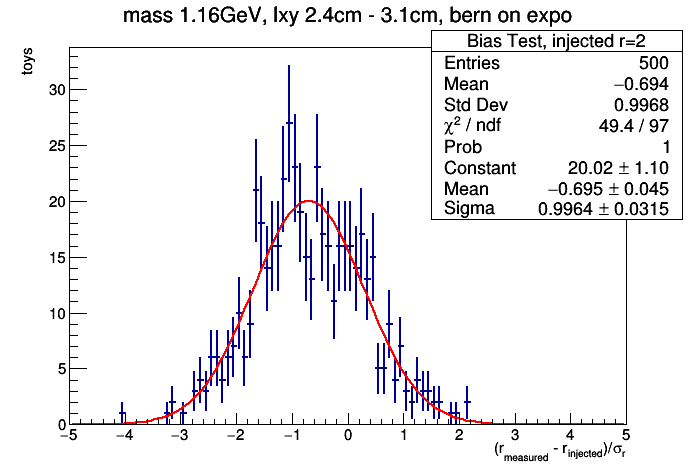 mass 1.16GeV, lxy 2.4cm - 3.1cm, bern on expo
Bias Test, injected r=2
Entries 500
Mean −0.694
Std Dev 0.9968
χ² / ndf 49.4 / 97
Prob 1
Constant 20.02 ± 1.10
Mean −0.695 ± 0.045
Sigma 0.9964 ± 0.0315
toys
30
25
20
15
10
5
0
−5 −4 −3 −2 −1 0 1 2 3 4 5
(r_measured - r_injected)/σ_r